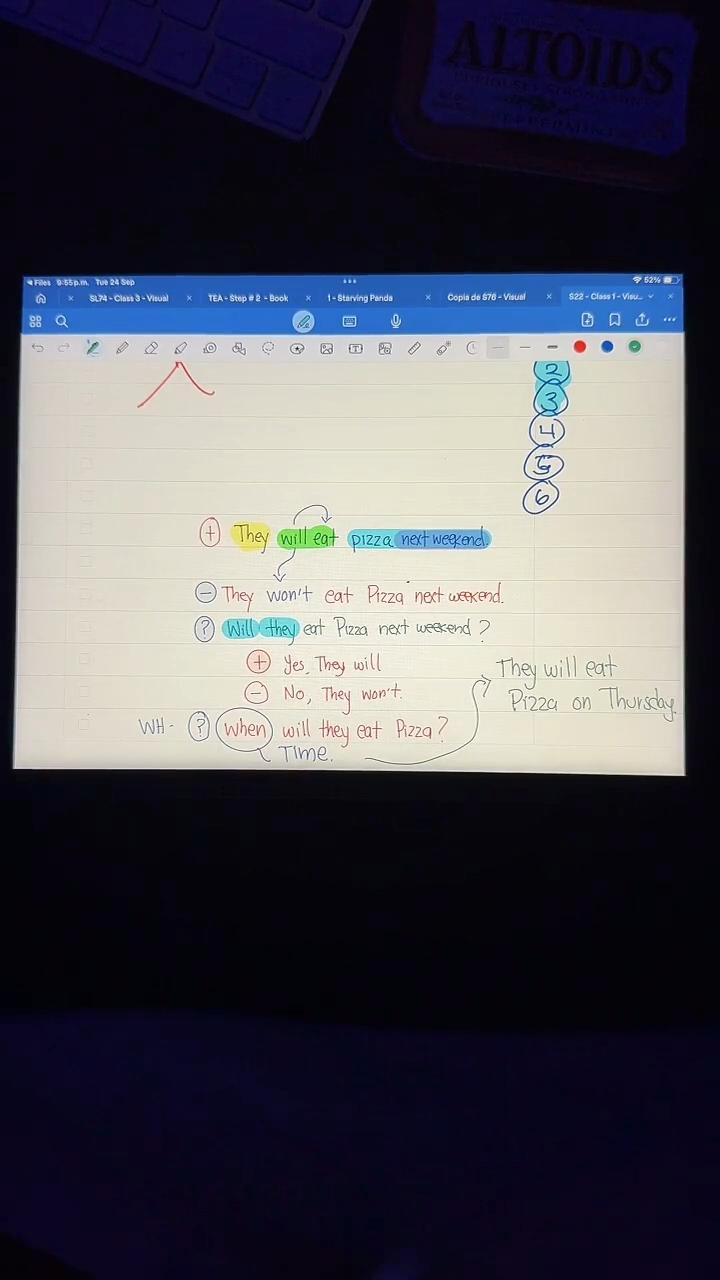 ALTOIDS
Files 9:55 p.m. Tue 24 Sep
52%
SL74 - Class 3 - Visual
TEA - Step # 2 - Book
1 - Starving Panda
Copia de S76 - Visual
S22 - Class 1 - Visu...
2
3
4
5
6
+ They will eat pizza next weekend.
− They won't eat Pizza next weekend.
? Will they eat Pizza next weekend?
+ Yes, They will
− No, They won't.
WH- ? when will they eat Pizza?
Time.
They will eat
Pizza on Thursday.